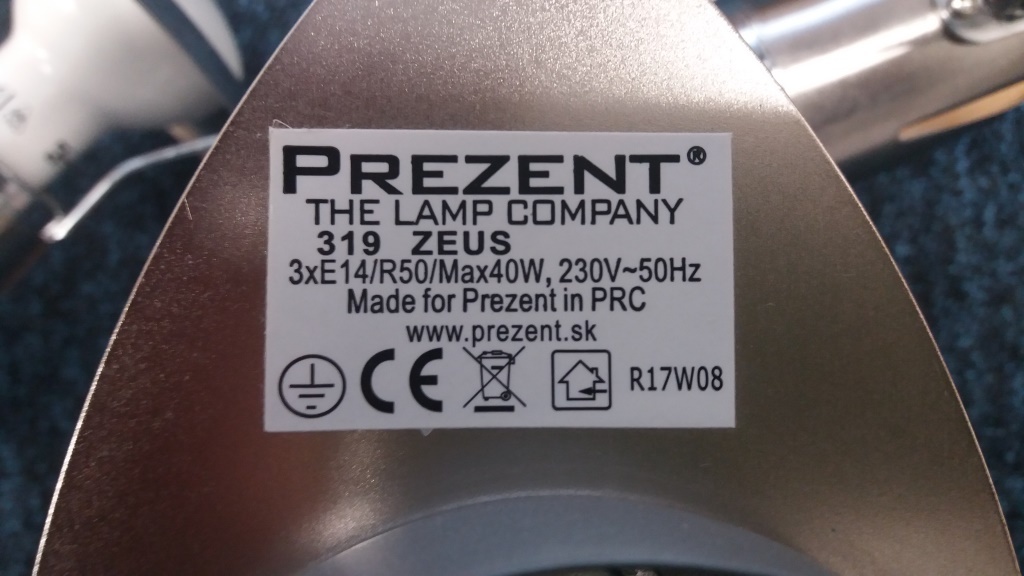 PREZENT®
THE LAMP COMPANY
319 ZEUS
3xE14/R50/Max40W, 230V~50Hz
Made for Prezent in PRC
www.prezent.sk
CE R17W08